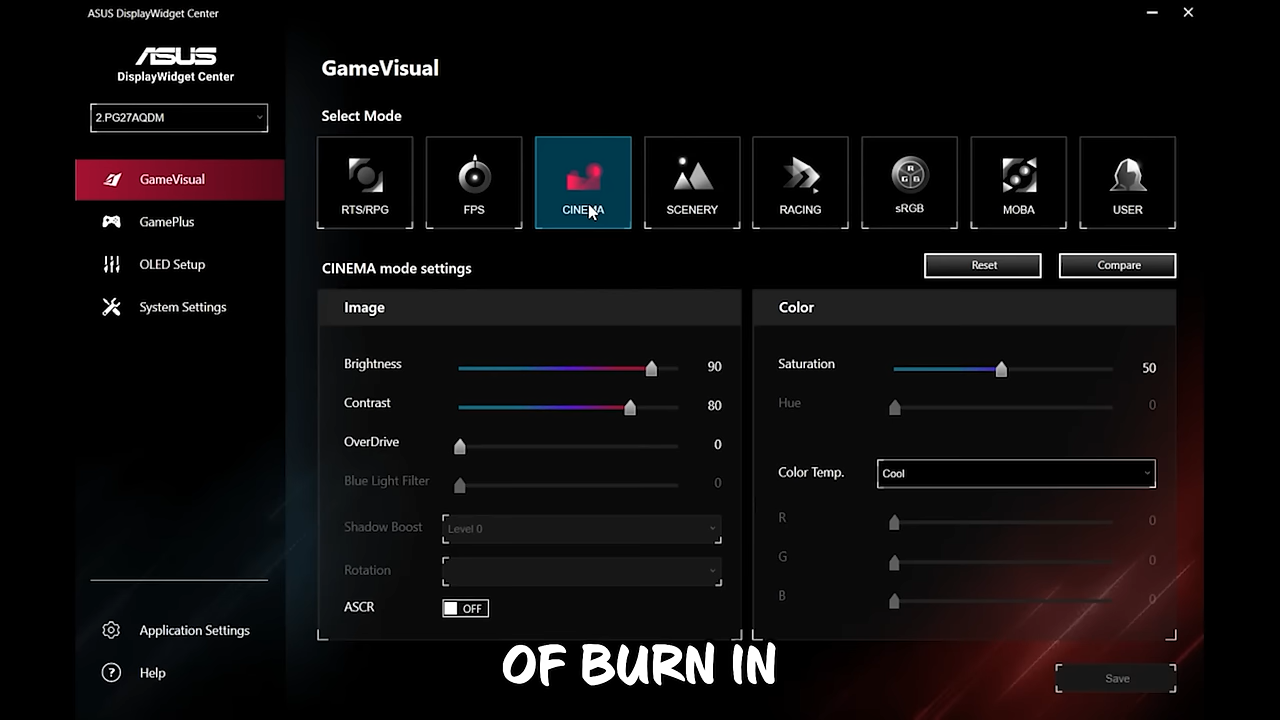 ASUS DisplayWidget Center
ASUS
DisplayWidget Center
2.PG27AQDM
GameVisual
GamePlus
OLED Setup
System Settings
Application Settings
Help
GameVisual
Select Mode
RTS/RPG
FPS
CINEMA
SCENERY
RACING
R
G B
sRGB
MOBA
USER
CINEMA mode settings
Reset
Compare
Image
Brightness 90
Contrast 80
OverDrive 0
Blue Light Filter 0
Shadow Boost Level 0
Rotation
ASCR OFF
Color
Saturation 50
Hue 0
Color Temp. Cool
R 0
G 0
B 0
OF BURN IN
Save